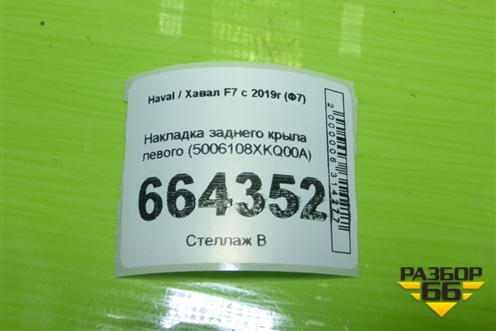 Haval / Хавал F7 с 2019г (Ф7)
Накладка заднего крыла
левого (5006108XKQ00A)
664352
Стеллаж В
РАЗБОР
66